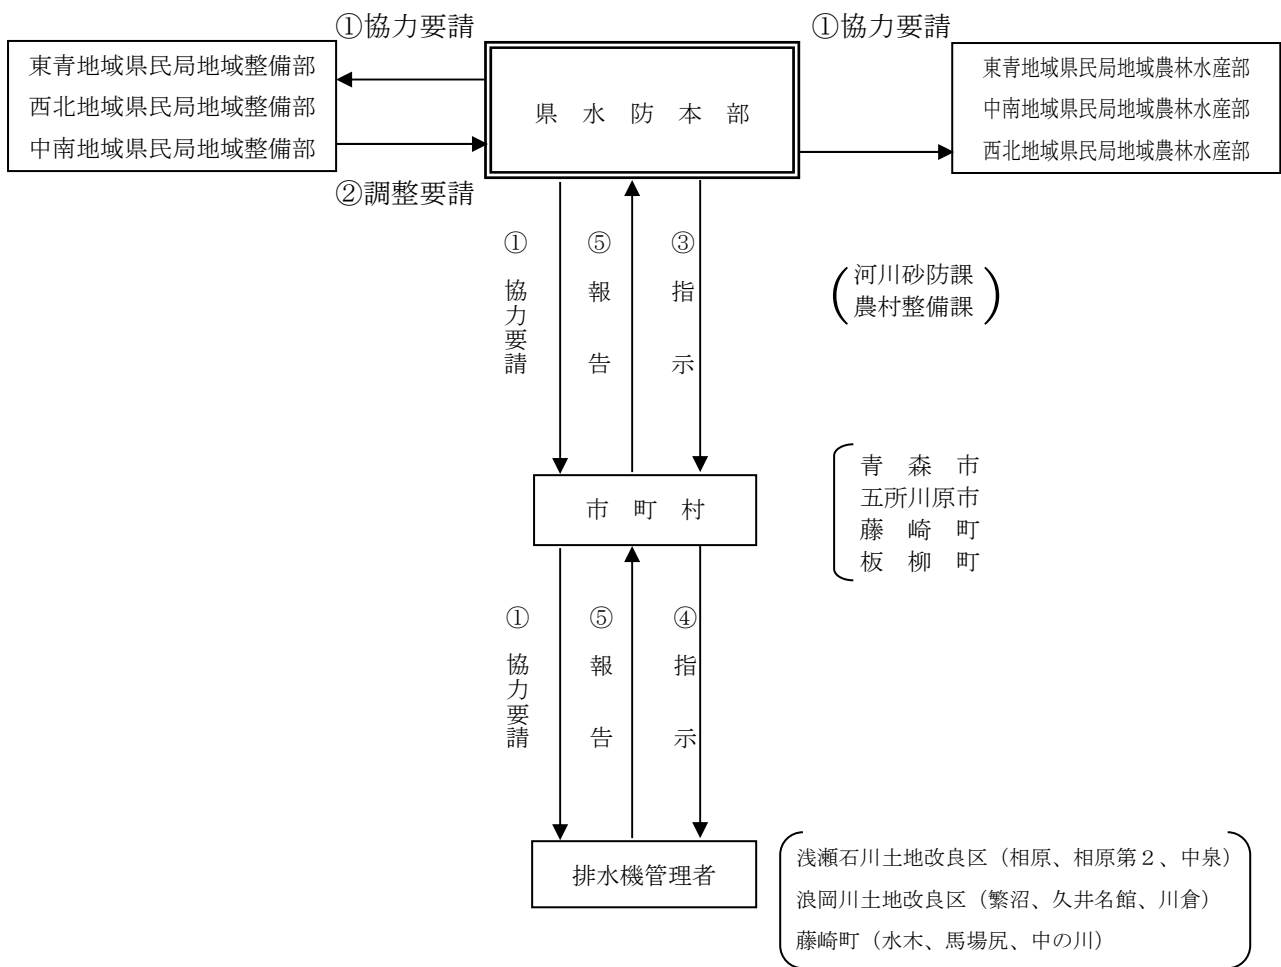 ①協力要請
①協力要請
東青地域県民局地域整備部
西北地域県民局地域整備部
中南地域県民局地域整備部
県水防本部
東青地域県民局地域農林水産部
中南地域県民局地域農林水産部
西北地域県民局地域農林水産部
②調整要請
①協力要請
⑤報告
③指示
河川砂防課
農村整備課
市町村
青森市
五所川原市
藤崎町
板柳町
①協力要請
⑤報告
④指示
排水機管理者
浅瀬石川土地改良区（相原、相原第２、中泉）
浪岡川土地改良区（繁沼、久井名館、川倉）
藤崎町（水木、馬場尻、中の川）